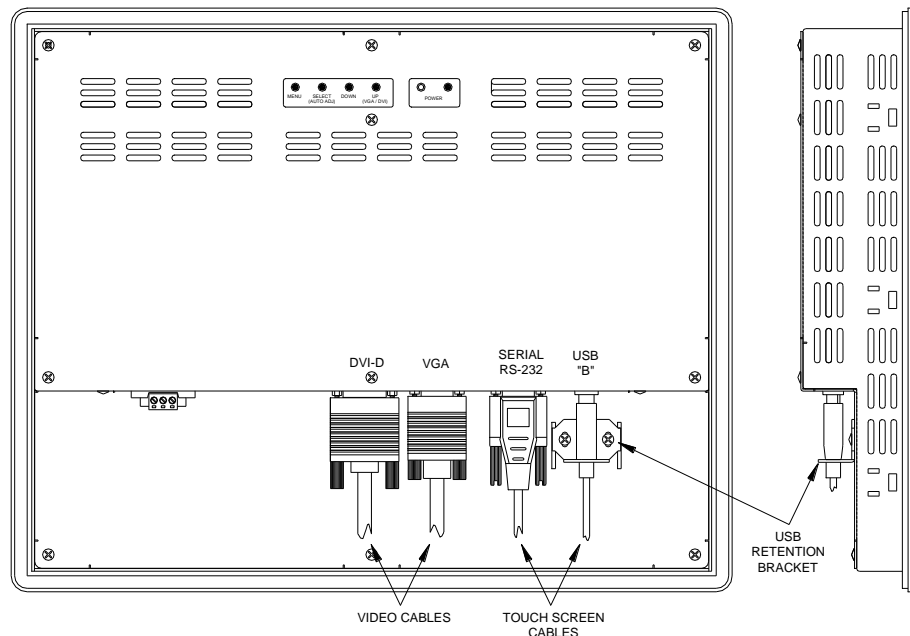 MENU
SELECT
(AUTO ADJ)
DOWN
UP
(VGA / DVI)
POWER
DVI-D
VGA
SERIAL
RS-232
USB
"B"
USB
RETENTION
BRACKET
VIDEO CABLES
TOUCH SCREEN
CABLES